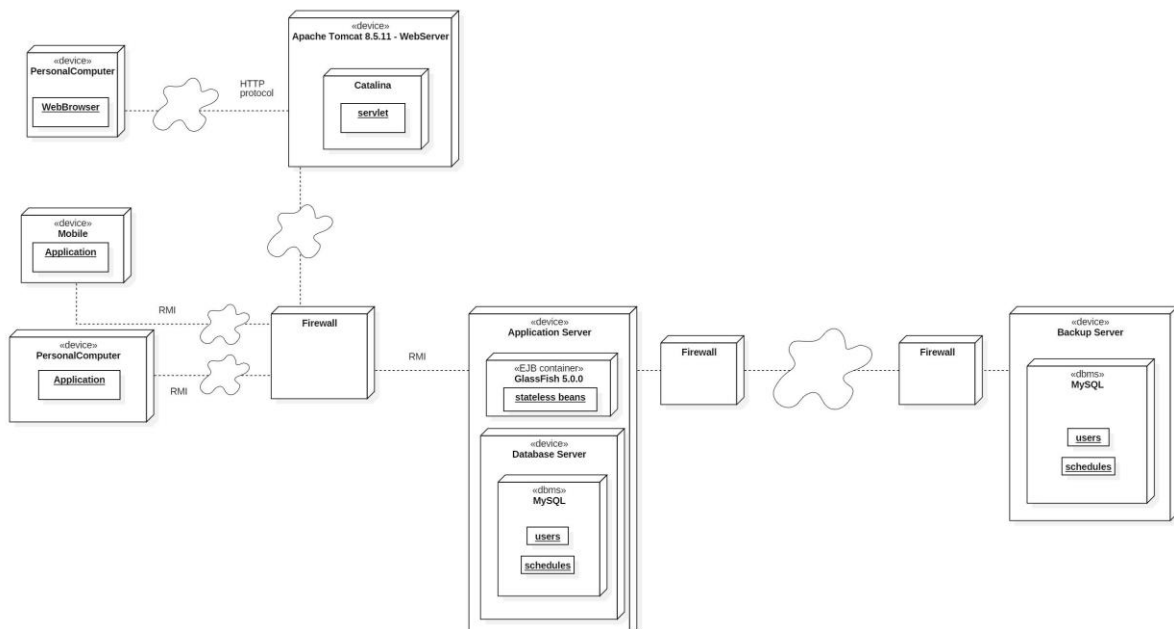 «device»
PersonalComputer
WebBrowser
HTTP
protocol
«device»
Apache Tomcat 8.5.11 - WebServer
Catalina
servlet
«device»
Mobile
Application
RMI
«device»
PersonalComputer
Application
RMI
Firewall
RMI
«device»
Application Server
«EJB container»
GlassFish 5.0.0
stateless beans
«device»
Database Server
«dbms»
MySQL
users
schedules
Firewall
Firewall
«device»
Backup Server
«dbms»
MySQL
users
schedules